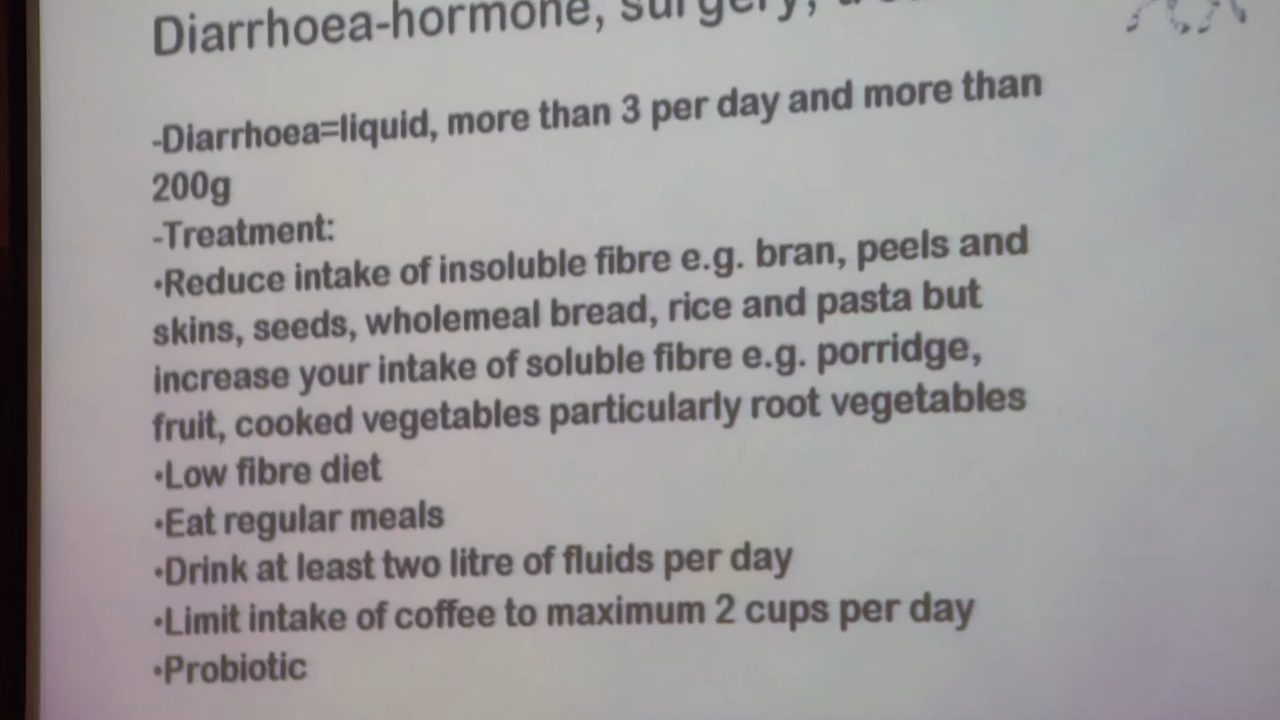 Diarrhoea-hormone, surgery,
-Diarrhoea=liquid, more than 3 per day and more than
200g
-Treatment:
•Reduce intake of insoluble fibre e.g. bran, peels and
skins, seeds, wholemeal bread, rice and pasta but
increase your intake of soluble fibre e.g. porridge,
fruit, cooked vegetables particularly root vegetables
•Low fibre diet
•Eat regular meals
•Drink at least two litre of fluids per day
•Limit intake of coffee to maximum 2 cups per day
•Probiotic